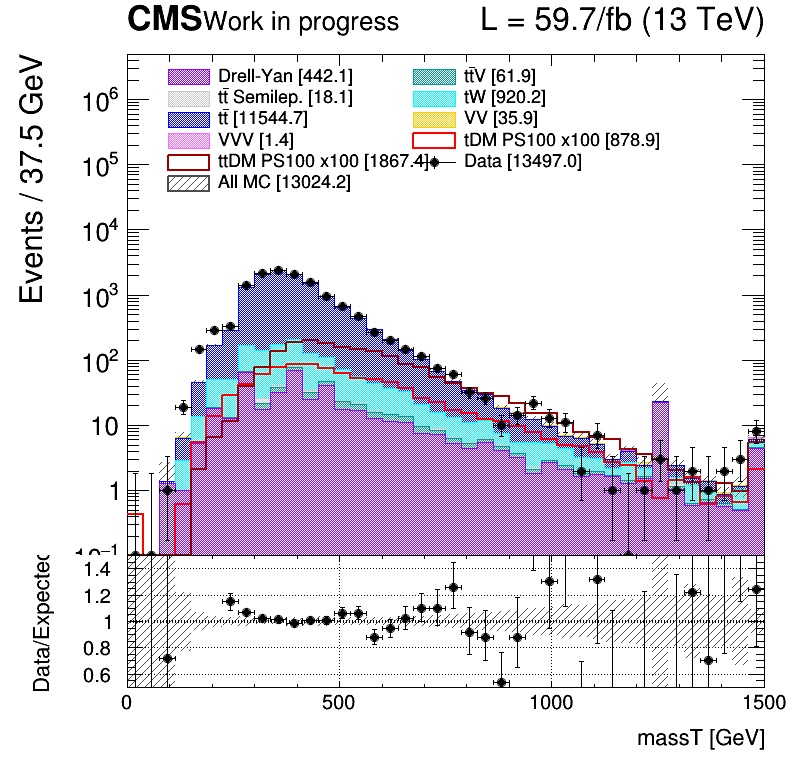 CMS Work in progress L = 59.7/fb (13 TeV)
Events / 37.5 GeV
Drell-Yan [442.1] tt̄V [61.9]
tt̄ Semilep. [18.1] tW [920.2]
tt̄ [11544.7] VV [35.9]
VVV [1.4] tDM PS100 x100 [878.9]
ttDM PS100 x100 [1867.4] Data [13497.0]
All MC [13024.2]
10⁶
10⁵
10⁴
10³
10²
10
1
10⁻¹
Data/Expected
1.4
1.2
1
0.8
0.6
0 500 1000 1500
massT [GeV]